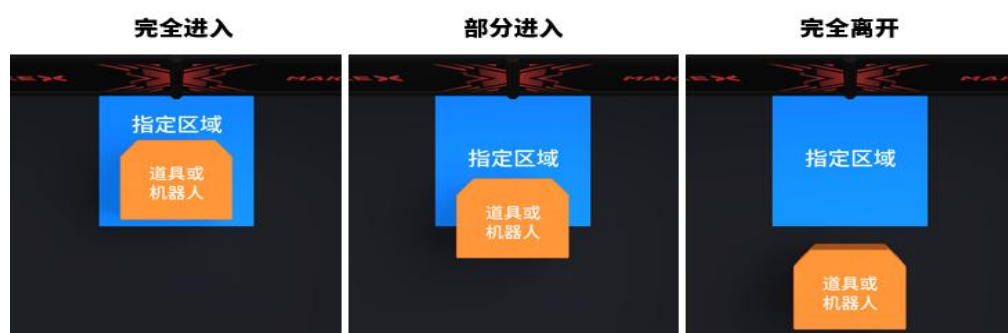 完全进入
部分进入
完全离开
指定区域
道具或
机器人
指定区域
道具或
机器人
指定区域
道具或
机器人